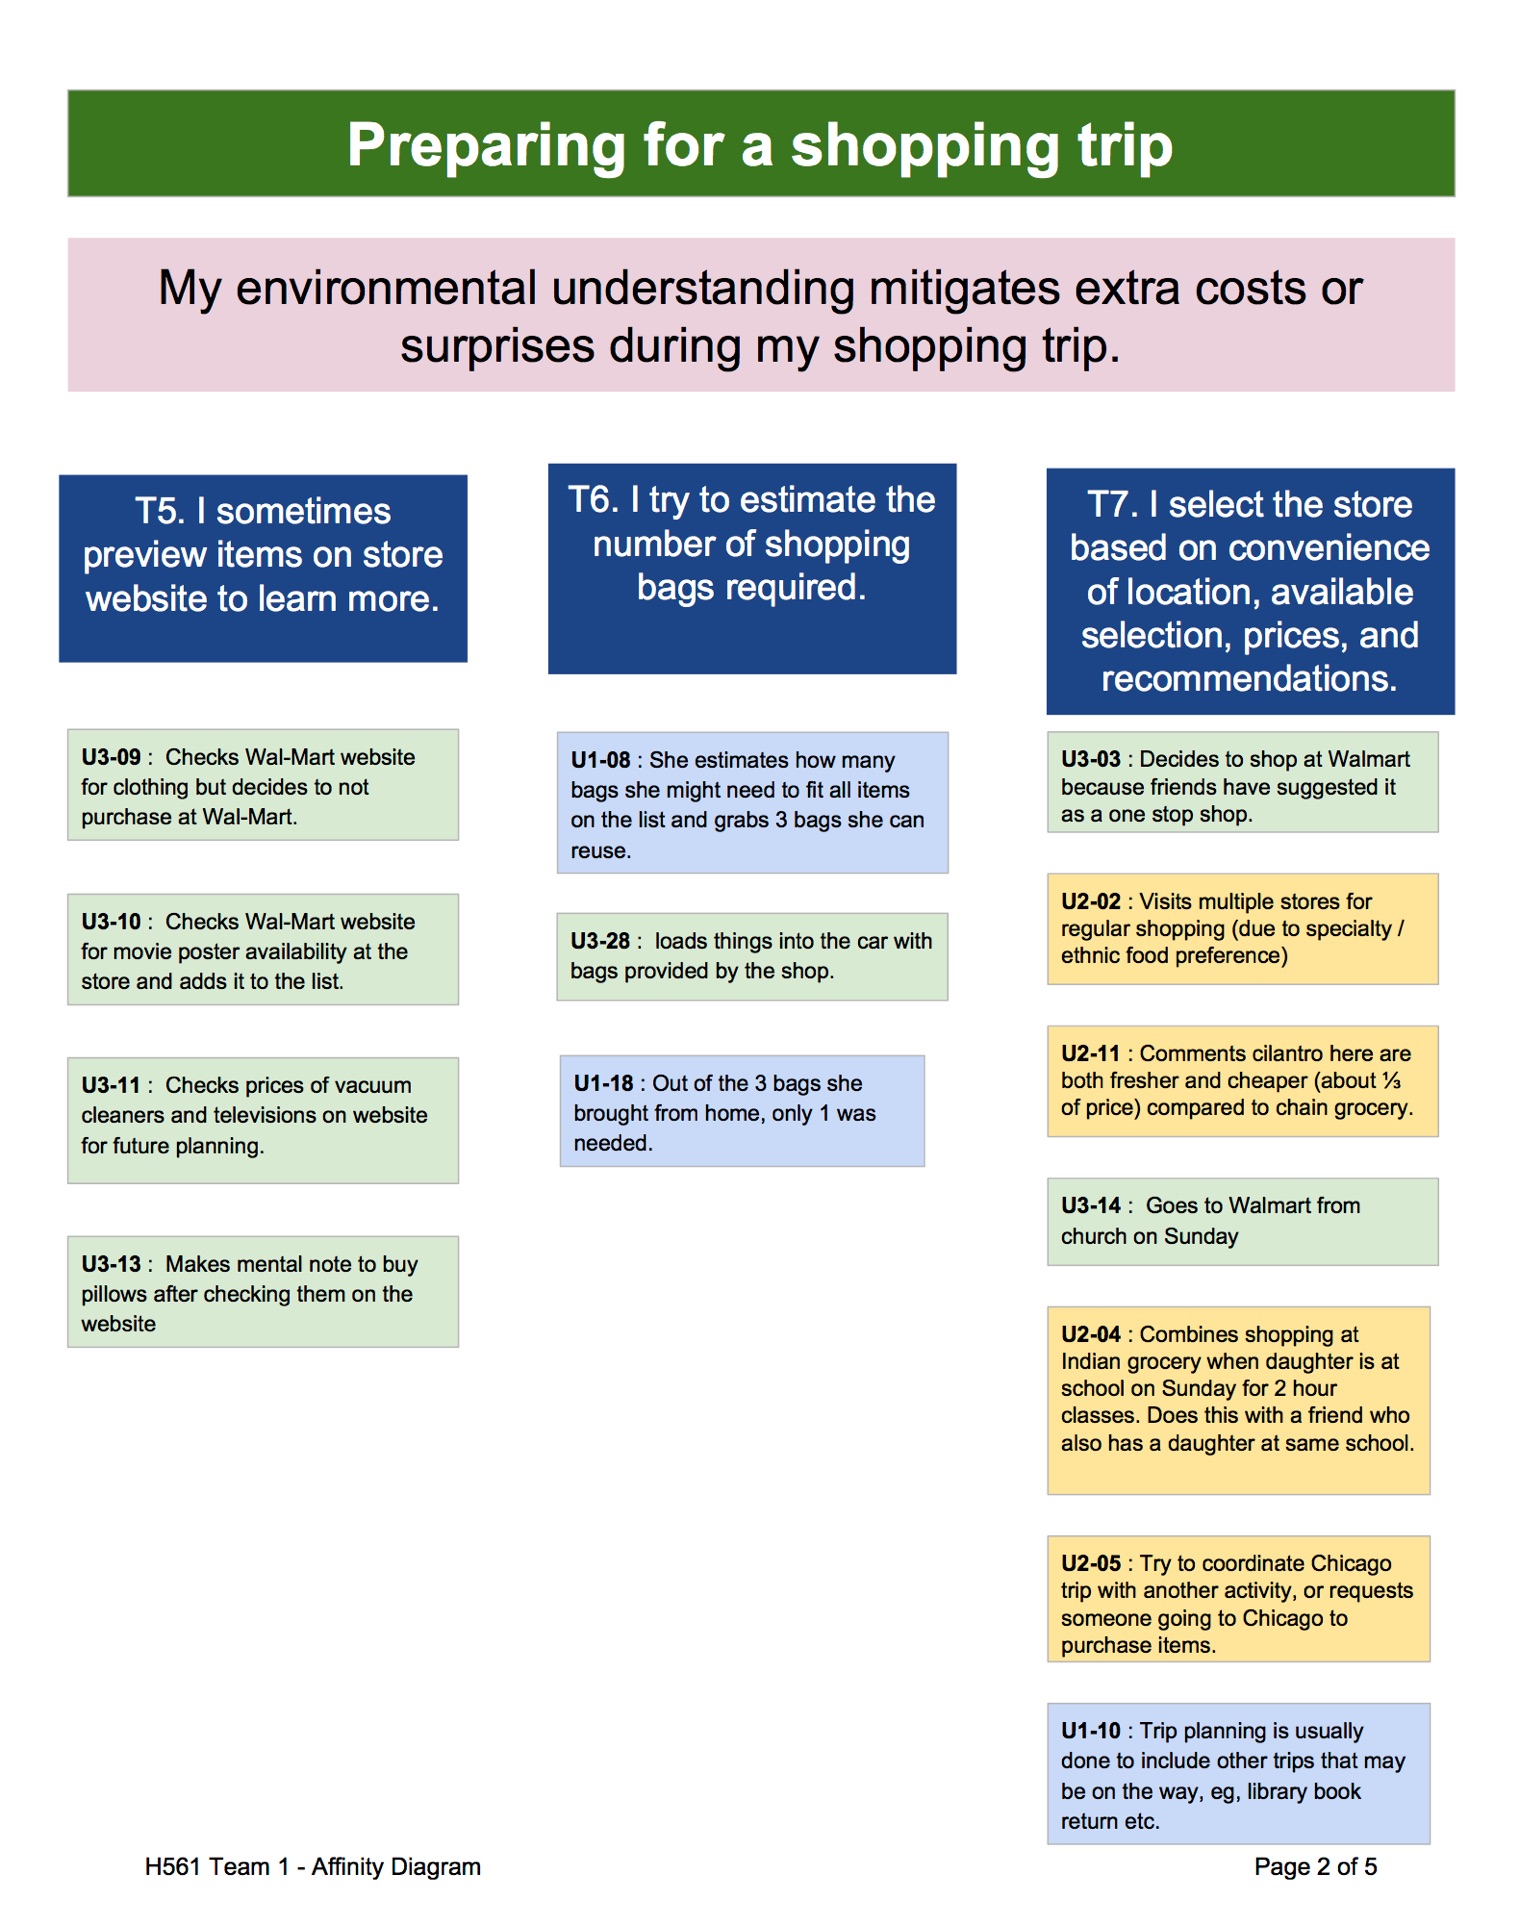 Preparing for a shopping trip
My environmental understanding mitigates extra costs or
surprises during my shopping trip.
T5. I sometimes
preview items on store
website to learn more.
U3-09 :  Checks Wal-Mart website
for clothing but decides to not
purchase at Wal-Mart.
U3-10 :  Checks Wal-Mart website
for movie poster availability at the
store and adds it to the list.
U3-11 :  Checks prices of vacuum
cleaners and televisions on website
for future planning.
U3-13 :  Makes mental note to buy
pillows after checking them on the
website
T6. I try to estimate the
number of shopping
bags required.
U1-08 : She estimates how many
bags she might need to fit all items
on the list and grabs 3 bags she can
reuse.
U3-28 :  loads things into the car with
bags provided by the shop.
U1-18 : Out of the 3 bags she
brought from home, only 1 was
needed.
T7. I select the store
based on convenience
of location, available
selection, prices, and
recommendations.
U3-03 : Decides to shop at Walmart
because friends have suggested it
as a one stop shop.
U2-02 : Visits multiple stores for
regular shopping (due to specialty /
ethnic food preference)
U2-11 : Comments cilantro here are
both fresher and cheaper (about ⅓
of price) compared to chain grocery.
U3-14 :  Goes to Walmart from
church on Sunday
U2-04 : Combines shopping at
Indian grocery when daughter is at
school on Sunday for 2 hour
classes. Does this with a friend who
also has a daughter at same school.
U2-05 : Try to coordinate Chicago
trip with another activity, or requests
someone going to Chicago to
purchase items.
U1-10 : Trip planning is usually
done to include other trips that may
be on the way, eg, library book
return etc.
H561 Team 1 - Affinity Diagram
Page 2 of 5